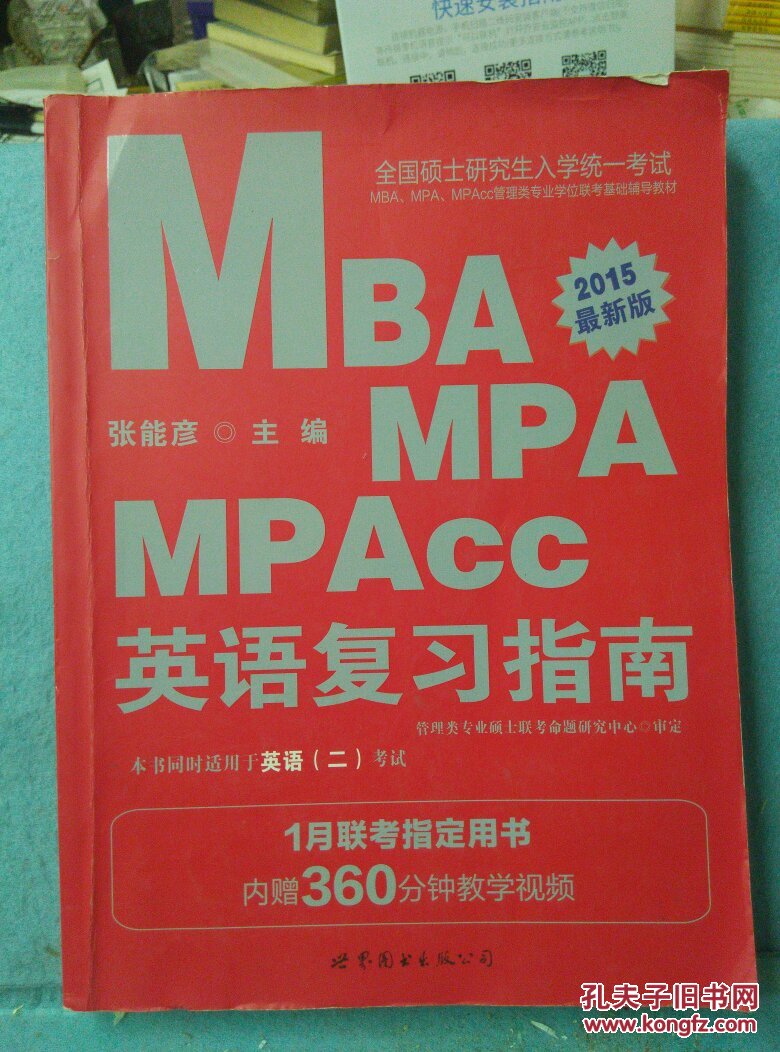 快速安装指南
全国硕士研究生入学统一考试
MBA、MPA、MPAcc管理类专业学位联考基础辅导教材
MBA
2015
最新版
MPA
张能彦◎主 编
MPAcc
英语复习指南
管理类专业硕士联考命题研究中心◎审定
本书同时适用于英语（二）考试
1月联考指定用书
内赠360分钟教学视频
世界图书出版公司
孔夫子旧书网
www.kongfz.com